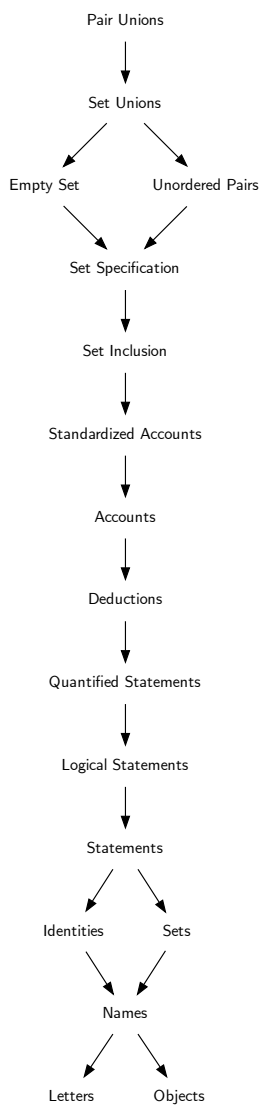 Pair Unions
Set Unions
Empty Set
Unordered Pairs
Set Specification
Set Inclusion
Standardized Accounts
Accounts
Deductions
Quantified Statements
Logical Statements
Statements
Identities
Sets
Names
Letters
Objects